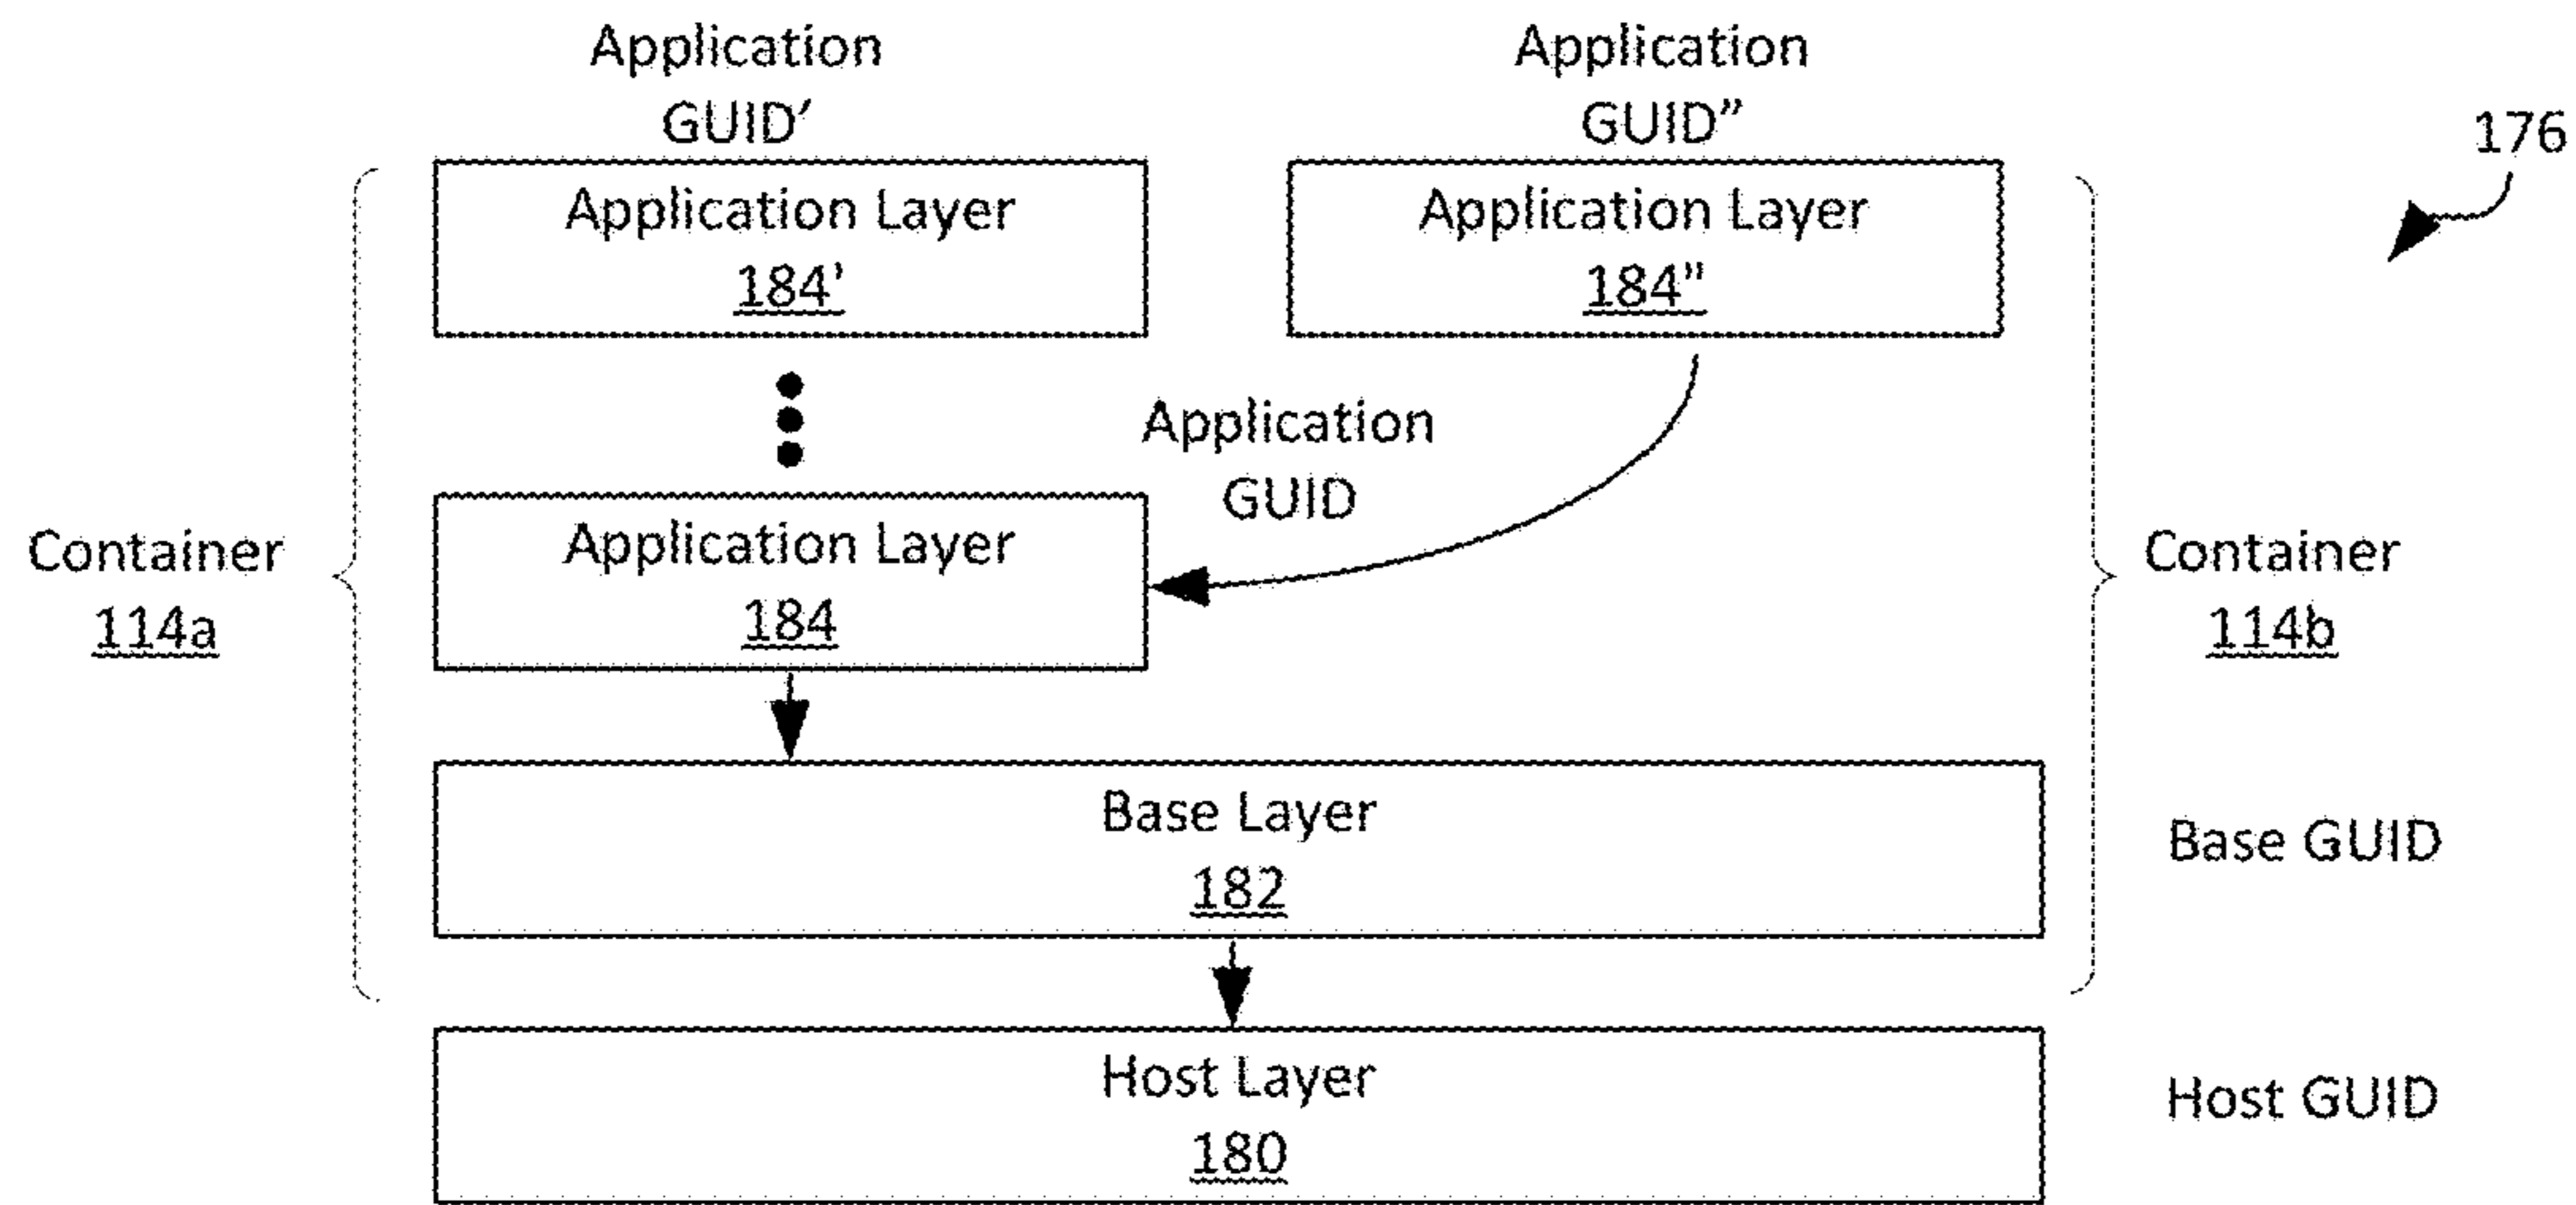 Application
GUID’
Application
GUID”
176
Application Layer
184'
Application Layer
184"
Application
GUID
Container
114a
Application Layer
184
Container
114b
Base Layer
182
Base GUID
Host Layer
180
Host GUID